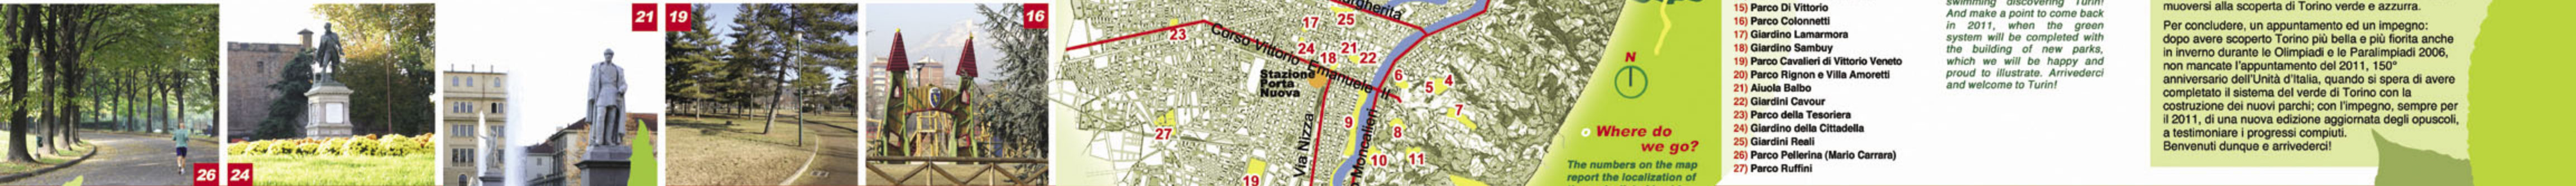 26
24
21
19
16
23
17
25
Corso Vittorio Emanuele II
24
21
18
22
Stazione
Porta
Nuova
6
4
5
7
9
8
27
10
11
19
Via Nizza
Moncalieri
N
Where do
we go?
The numbers on the map
report the localization of
15) Parco Di Vittorio
16) Parco Colonnetti
17) Giardino Lamarmora
18) Giardino Sambuy
19) Parco Cavalieri di Vittorio Veneto
20) Parco Rignon e Villa Amoretti
21) Aiuola Balbo
22) Giardini Cavour
23) Parco della Tesoriera
24) Giardino della Cittadella
25) Giardini Reali
26) Parco Pellerina (Mario Carrara)
27) Parco Ruffini
swimming discovering Turin!
And make a point to come back
in 2011, when the green
system will be completed with
the building of new parks,
which we will be happy and
proud to illustrate. Arrivederci
and welcome to Turin!
muoversi alla scoperta di Torino verde e azzurra.
Per concludere, un appuntamento ed un impegno:
dopo avere scoperto Torino più bella e più fiorita anche
in inverno durante le Olimpiadi e le Paralimpiadi 2006,
non mancate l'appuntamento del 2011, 150°
anniversario dell'Unità d'Italia, quando si spera di avere
completato il sistema del verde di Torino con la
costruzione dei nuovi parchi; con l'impegno, sempre per
il 2011, di una nuova edizione aggiornata degli opuscoli,
a testimoniare i progressi compiuti.
Benvenuti dunque e arrivederci!